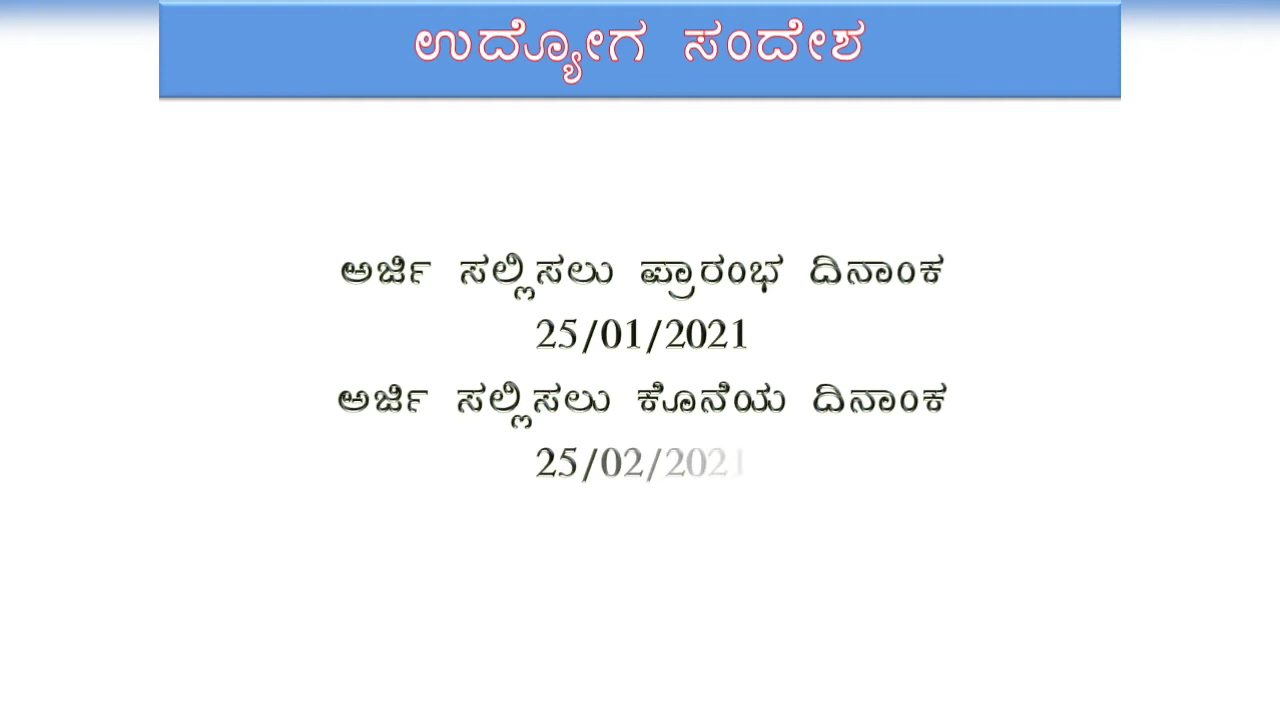 ಉದ್ಯೋಗ ಸಂದೇಶ
ಅರ್ಜಿ ಸಲ್ಲಿಸಲು ಪ್ರಾರಂಭ ದಿನಾಂಕ
25/01/2021
ಅರ್ಜಿ ಸಲ್ಲಿಸಲು ಕೊನೆಯ ದಿನಾಂಕ
25/02/2021